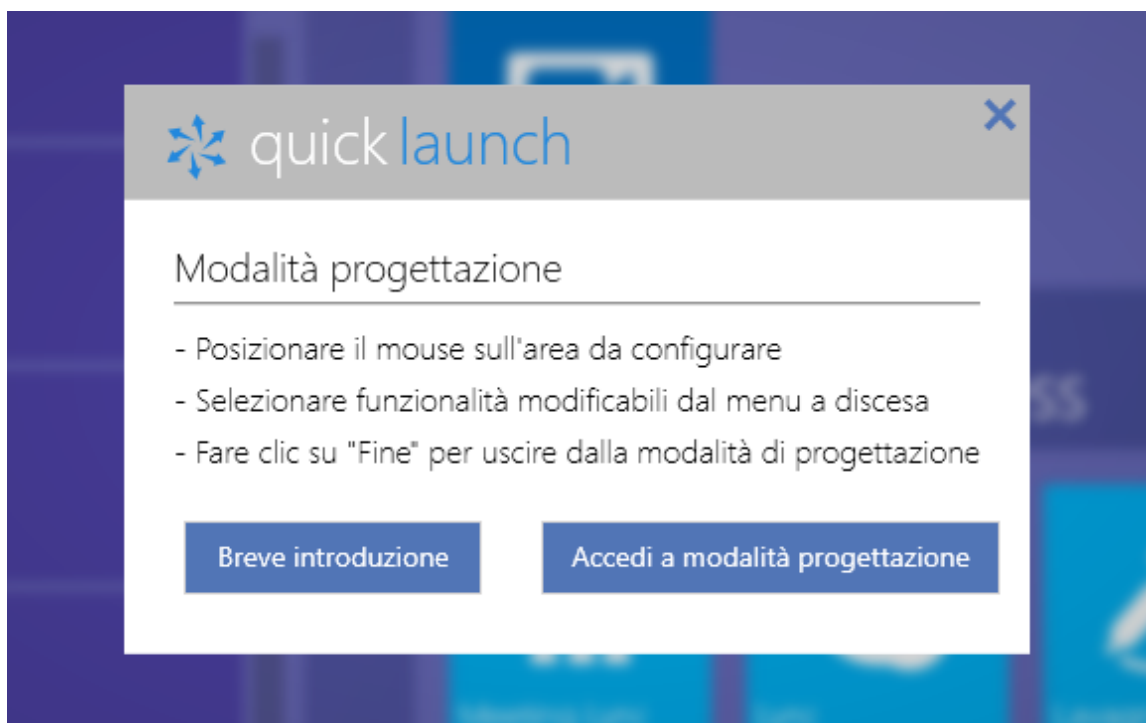 quick launch
Modalità progettazione
- Posizionare il mouse sull'area da configurare
- Selezionare funzionalità modificabili dal menu a discesa
- Fare clic su "Fine" per uscire dalla modalità di progettazione
Breve introduzione
Accedi a modalità progettazione